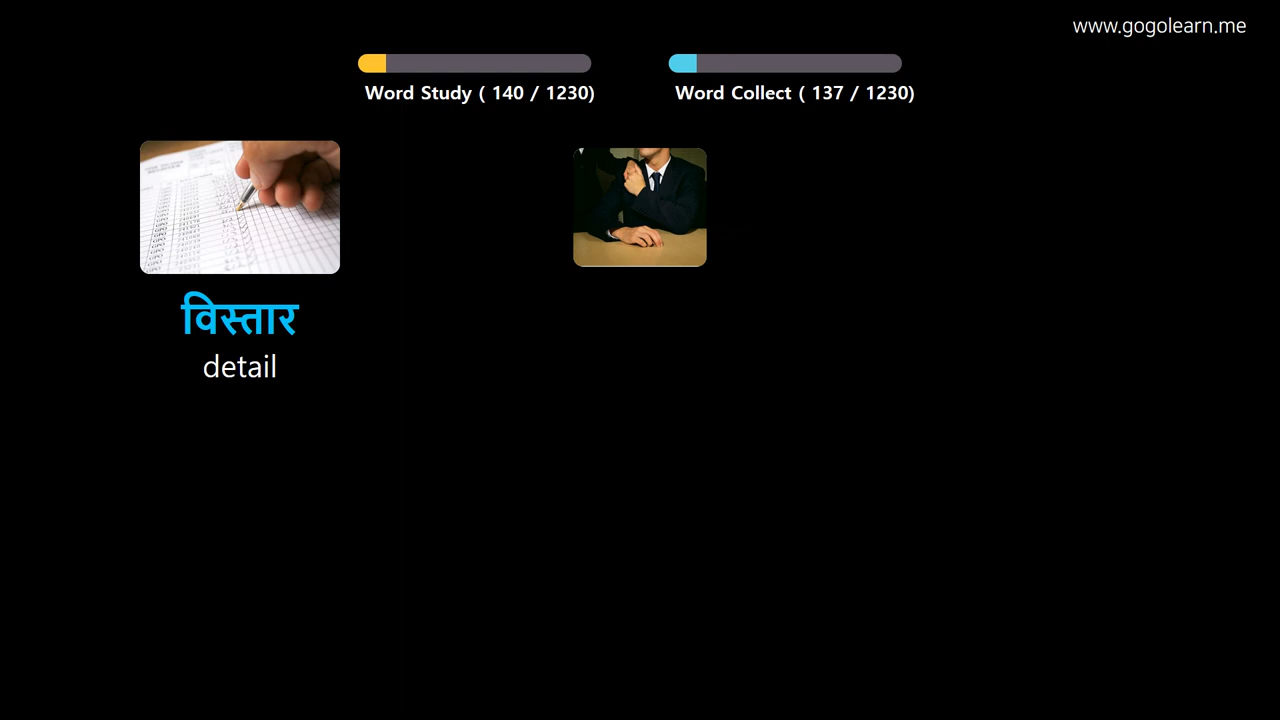 www.gogolearn.me
Word Study ( 140 / 1230)
Word Collect ( 137 / 1230)
विस्तार
detail